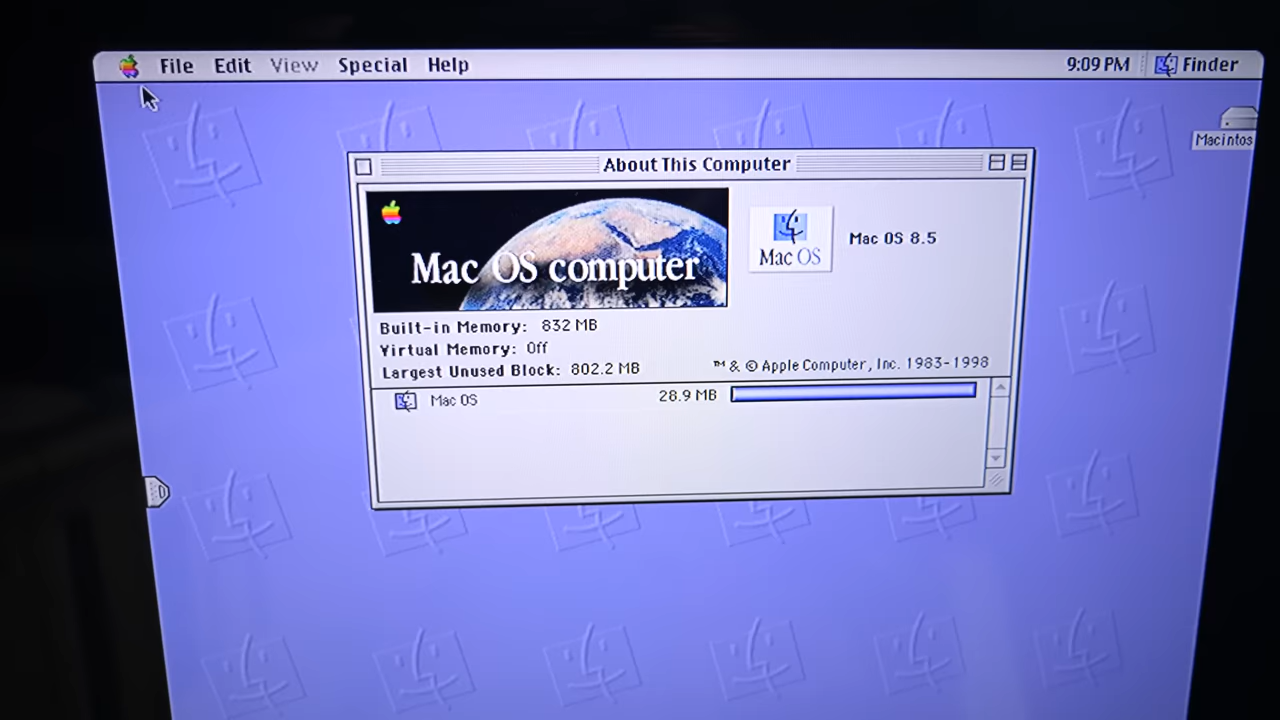 File Edit View Special Help 9:09 PM Finder
Macintos
About This Computer
Mac OS computer
Mac OS
Mac OS 8.5
Built-in Memory: 832 MB
Virtual Memory: Off
Largest Unused Block: 802.2 MB
™ & © Apple Computer, Inc. 1983-1998
Mac OS 28.9 MB